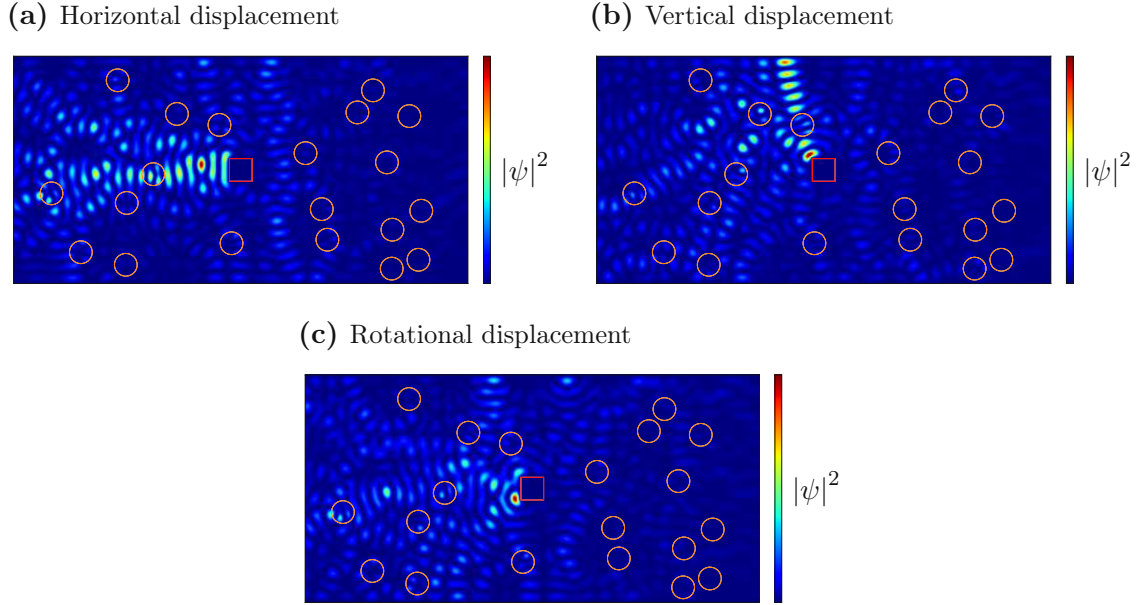 (a) Horizontal displacement
(b) Vertical displacement
|ψ|²
|ψ|²
(c) Rotational displacement
|ψ|²